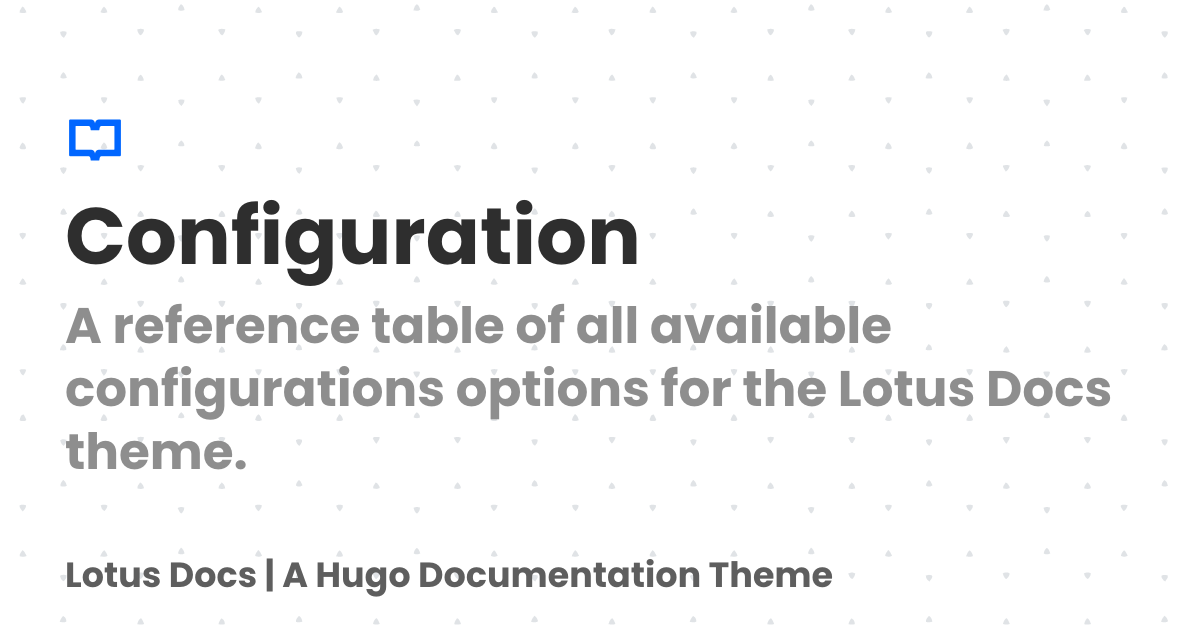 Configuration
A reference table of all available
configurations options for the Lotus Docs
theme.
Lotus Docs | A Hugo Documentation Theme